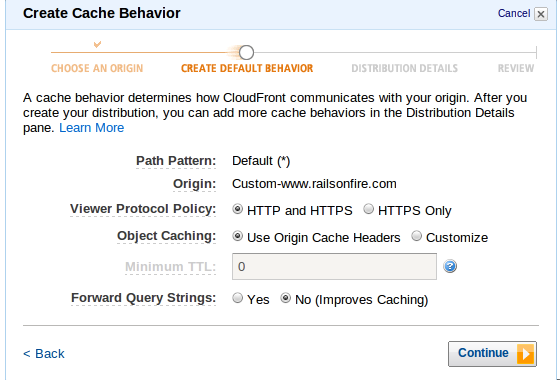 Create Cache Behavior
Cancel X
CHOOSE AN ORIGIN CREATE DEFAULT BEHAVIOR DISTRIBUTION DETAILS REVIEW
A cache behavior determines how CloudFront communicates with your origin. After you
create your distribution, you can add more cache behaviors in the Distribution Details
pane. Learn More
Path Pattern: Default (*)
Origin: Custom-www.railsonfire.com
Viewer Protocol Policy: HTTP and HTTPS HTTPS Only
Object Caching: Use Origin Cache Headers Customize
Minimum TTL: 0 ?
Forward Query Strings: Yes No (Improves Caching)
< Back
Continue